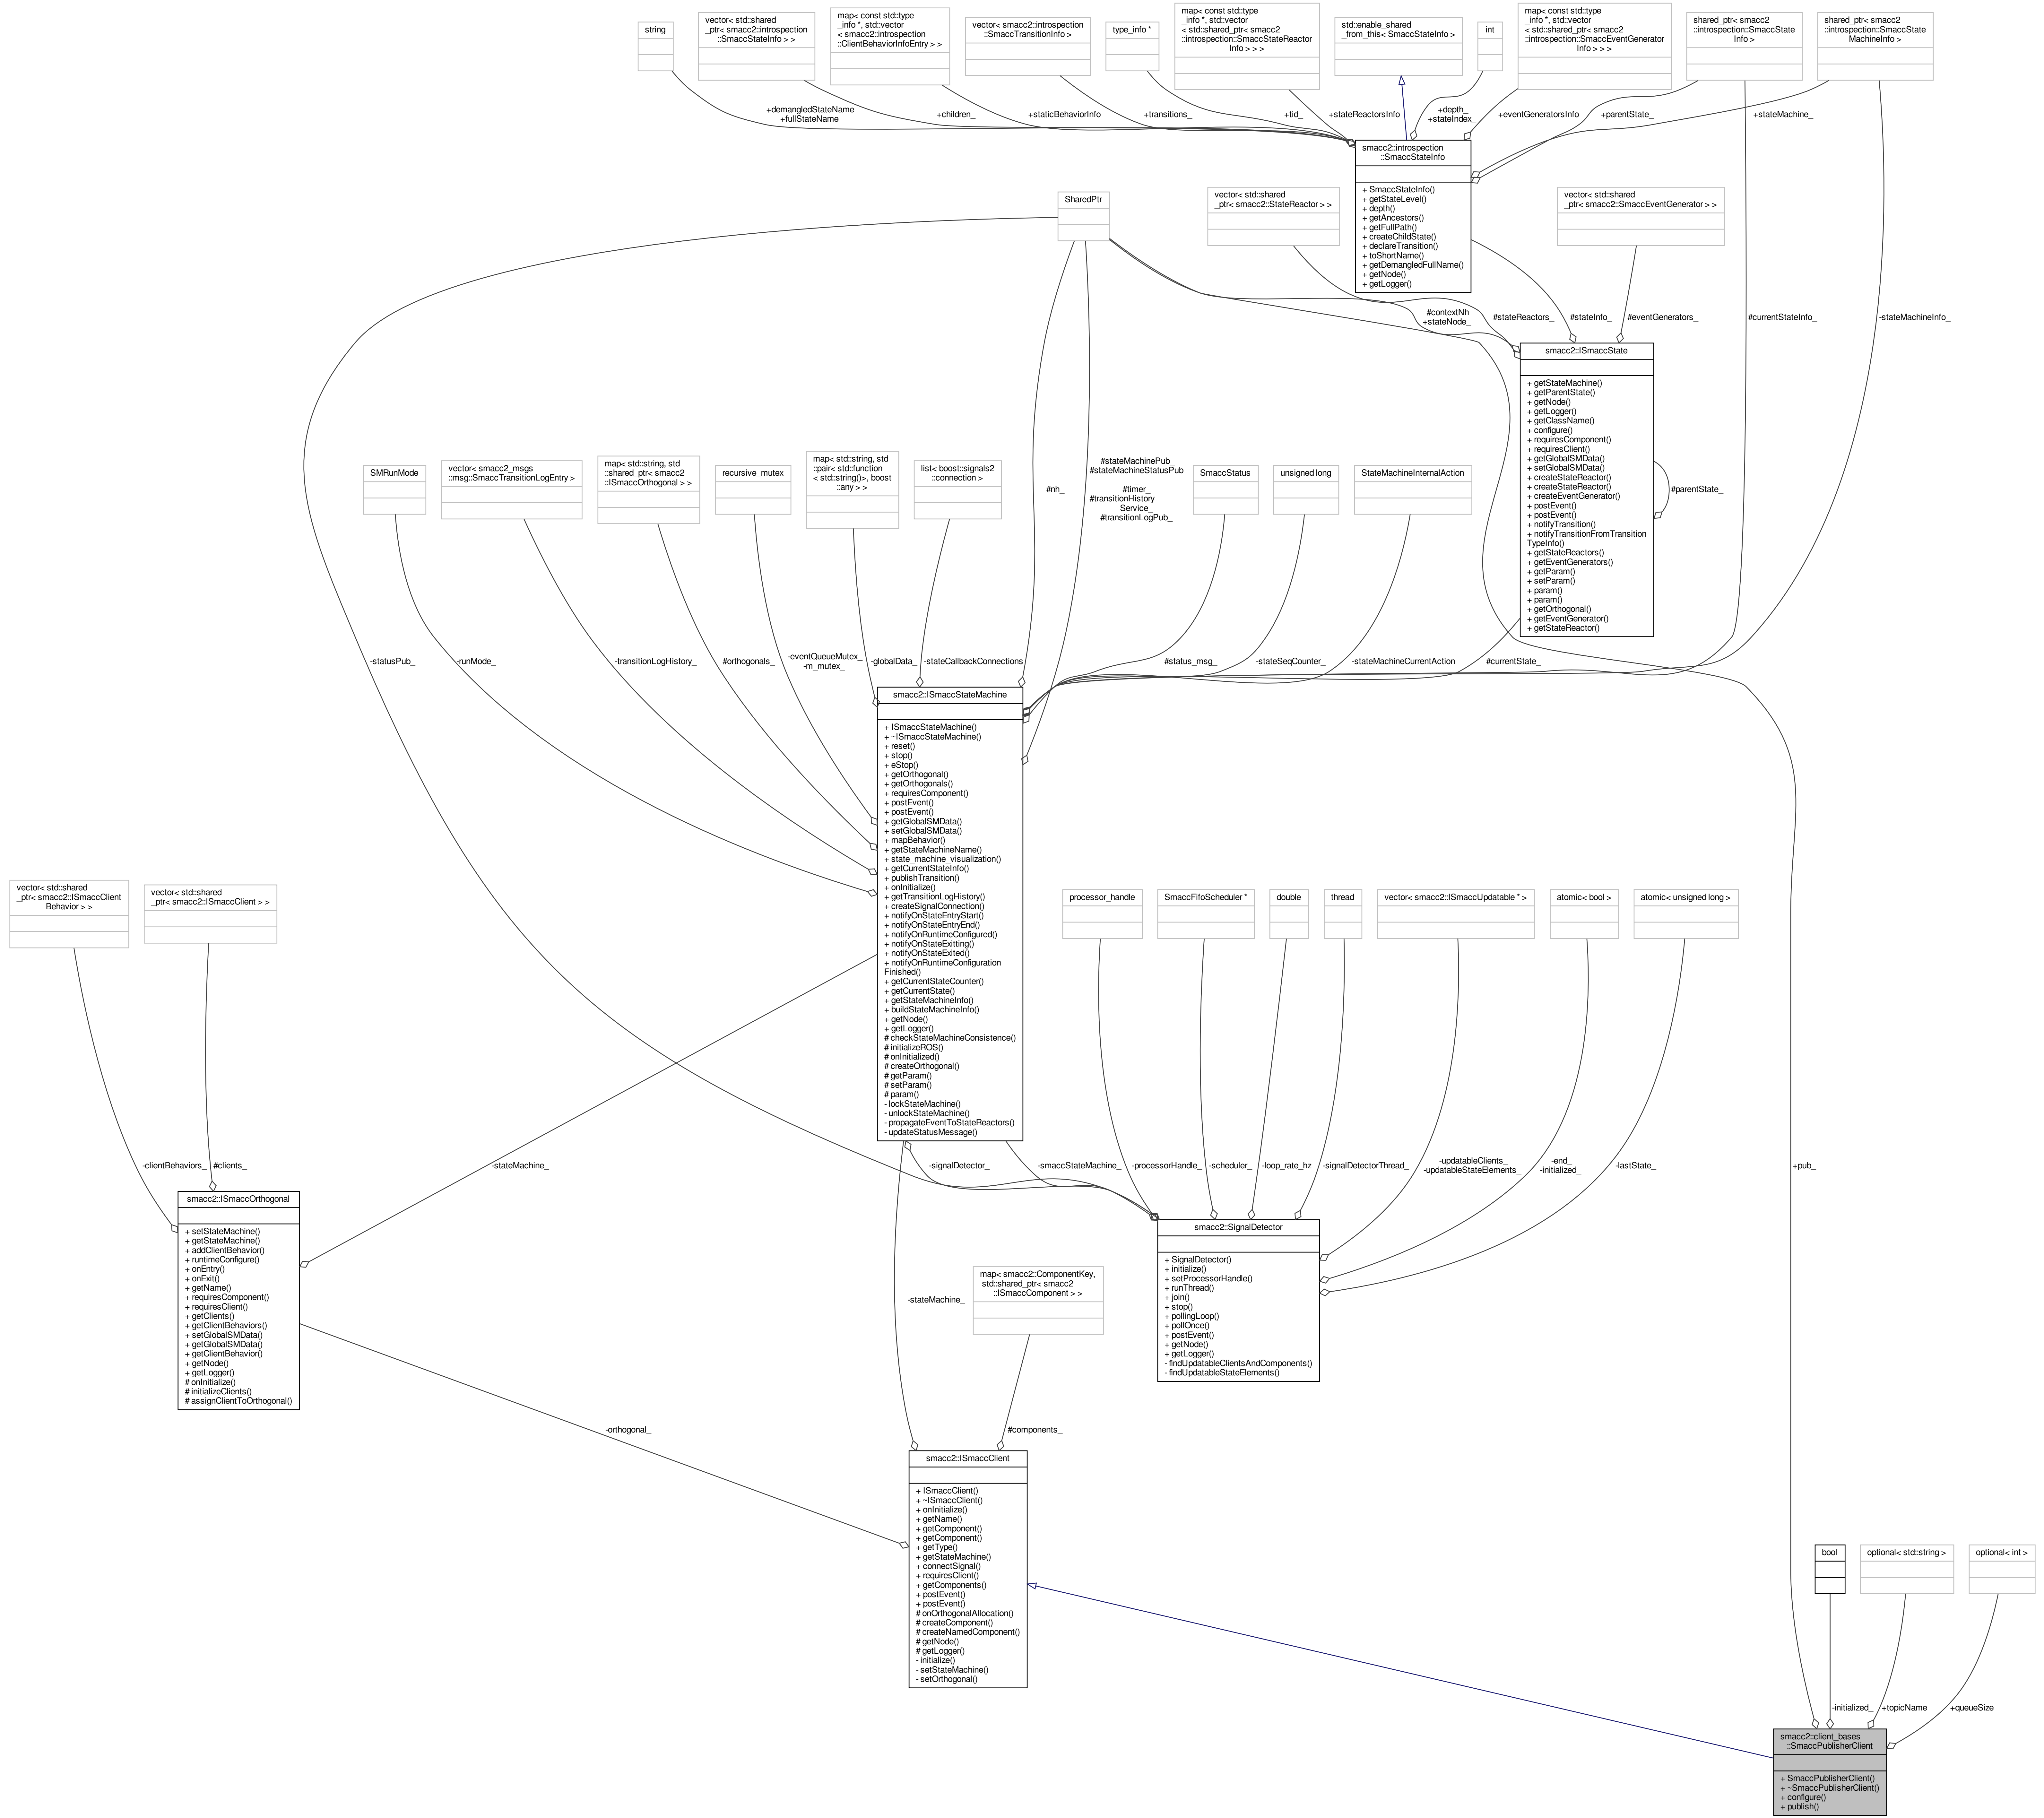 string
vector< std::shared
_ptr< smacc2::introspection
::SmaccStateInfo > >
map< const std::type
_info *, std::vector
< smacc2::introspection
::ClientBehaviorInfoEntry > >
vector< smacc2::introspection
::SmaccTransitionInfo >
type_info *
map< const std::type
_info *, std::vector
< std::shared_ptr< smacc2
::introspection::SmaccStateReactor
Info > > >
std::enable_shared
_from_this< SmaccStateInfo >
int
map< const std::type
_info *, std::vector
< std::shared_ptr< smacc2
::introspection::SmaccEventGenerator
Info > > >
shared_ptr< smacc2
::introspection::SmaccState
Info >
shared_ptr< smacc2
::introspection::SmaccState
MachineInfo >
+demangledStateName
+fullStateName
+children_
+staticBehaviorInfo
+transitions_
+tid_
+stateReactorsInfo
+depth_
+stateIndex_
+eventGeneratorsInfo
+parentState_
+stateMachine_
smacc2::introspection
::SmaccStateInfo
+ SmaccStateInfo()
+ getStateLevel()
+ depth()
+ getAncestors()
+ getFullPath()
+ createChildState()
+ declareTransition()
+ toShortName()
+ getDemangledFullName()
+ getNode()
+ getLogger()
SharedPtr
vector< std::shared
_ptr< smacc2::StateReactor > >
vector< std::shared
_ptr< smacc2::SmaccEventGenerator > >
#contextNh
+stateNode_
#stateReactors_
#stateInfo_
#eventGenerators_
#currentStateInfo_
-stateMachineInfo_
smacc2::ISmaccState
+ getStateMachine()
+ getParentState()
+ getNode()
+ getLogger()
+ getClassName()
+ configure()
+ requiresComponent()
+ requiresClient()
+ getGlobalSMData()
+ setGlobalSMData()
+ createStateReactor()
+ createStateReactor()
+ createEventGenerator()
+ postEvent()
+ postEvent()
+ notifyTransition()
+ notifyTransitionFromTransition
TypeInfo()
+ getStateReactors()
+ getEventGenerators()
+ getParam()
+ setParam()
+ param()
+ param()
+ getOrthogonal()
+ getEventGenerator()
+ getStateReactor()
#parentState_
SMRunMode
vector< smacc2_msgs
::msg::SmaccTransitionLogEntry >
map< std::string, std
::shared_ptr< smacc2
::ISmaccOrthogonal > >
recursive_mutex
map< std::string, std
::pair< std::function
< std::string()>, boost
::any > >
list< boost::signals2
::connection >
#nh_
#stateMachinePub_
#stateMachineStatusPub
_
#timer_
#transitionHistory
Service_
#transitionLogPub_
SmaccStatus
unsigned long
StateMachineInternalAction
-statusPub_
-runMode_
-transitionLogHistory_
#orthogonals_
-eventQueueMutex_
-m_mutex_
-globalData_
-stateCallbackConnections
#status_msg_
-stateSeqCounter_
-stateMachineCurrentAction
#currentState_
smacc2::ISmaccStateMachine
+ ISmaccStateMachine()
+ ~ISmaccStateMachine()
+ reset()
+ stop()
+ eStop()
+ getOrthogonal()
+ getOrthogonals()
+ requiresComponent()
+ postEvent()
+ postEvent()
+ getGlobalSMData()
+ setGlobalSMData()
+ mapBehavior()
+ getStateMachineName()
+ state_machine_visualization()
+ getCurrentStateInfo()
+ publishTransition()
+ onInitialize()
+ getTransitionLogHistory()
+ createSignalConnection()
+ notifyOnStateEntryStart()
+ notifyOnStateEntryEnd()
+ notifyOnRuntimeConfigured()
+ notifyOnStateExitting()
+ notifyOnStateExited()
+ notifyOnRuntimeConfiguration
Finished()
+ getCurrentStateCounter()
+ getCurrentState()
+ getStateMachineInfo()
+ buildStateMachineInfo()
+ getNode()
+ getLogger()
# checkStateMachineConsistence()
# initializeROS()
# onInitialized()
# createOrthogonal()
# getParam()
# setParam()
# param()
- lockStateMachine()
- unlockStateMachine()
- propagateEventToStateReactors()
- updateStatusMessage()
vector< std::shared
_ptr< smacc2::ISmaccClient
Behavior > >
vector< std::shared
_ptr< smacc2::ISmaccClient > >
processor_handle
SmaccFifoScheduler *
double
thread
vector< smacc2::ISmaccUpdatable * >
atomic< bool >
atomic< unsigned long >
-clientBehaviors_
#clients_
-stateMachine_
-signalDetector_
-smaccStateMachine_
-processorHandle_
-scheduler_
-loop_rate_hz
-signalDetectorThread_
-updatableClients_
-updatableStateElements_
-end_
-initialized_
-lastState_
+pub_
smacc2::ISmaccOrthogonal
+ setStateMachine()
+ getStateMachine()
+ addClientBehavior()
+ runtimeConfigure()
+ onEntry()
+ onExit()
+ getName()
+ requiresComponent()
+ requiresClient()
+ getClients()
+ getClientBehaviors()
+ setGlobalSMData()
+ getGlobalSMData()
+ getClientBehavior()
+ getNode()
+ getLogger()
# onInitialize()
# initializeClients()
# assignClientToOrthogonal()
smacc2::SignalDetector
+ SignalDetector()
+ initialize()
+ setProcessorHandle()
+ runThread()
+ join()
+ stop()
+ pollingLoop()
+ pollOnce()
+ postEvent()
+ getNode()
+ getLogger()
- findUpdatableClientsAndComponents()
- findUpdatableStateElements()
-stateMachine_
map< smacc2::ComponentKey,
std::shared_ptr< smacc2
::ISmaccComponent > >
-orthogonal_
#components_
smacc2::ISmaccClient
+ ISmaccClient()
+ ~ISmaccClient()
+ onInitialize()
+ getName()
+ getComponent()
+ getComponent()
+ getType()
+ getStateMachine()
+ connectSignal()
+ requiresClient()
+ getComponents()
+ postEvent()
+ postEvent()
# onOrthogonalAllocation()
# createComponent()
# createNamedComponent()
# getNode()
# getLogger()
- initialize()
- setStateMachine()
- setOrthogonal()
bool
optional< std::string >
optional< int >
-initialized_
+topicName
+queueSize
smacc2::client_bases
::SmaccPublisherClient
+ SmaccPublisherClient()
+ ~SmaccPublisherClient()
+ configure()
+ publish()